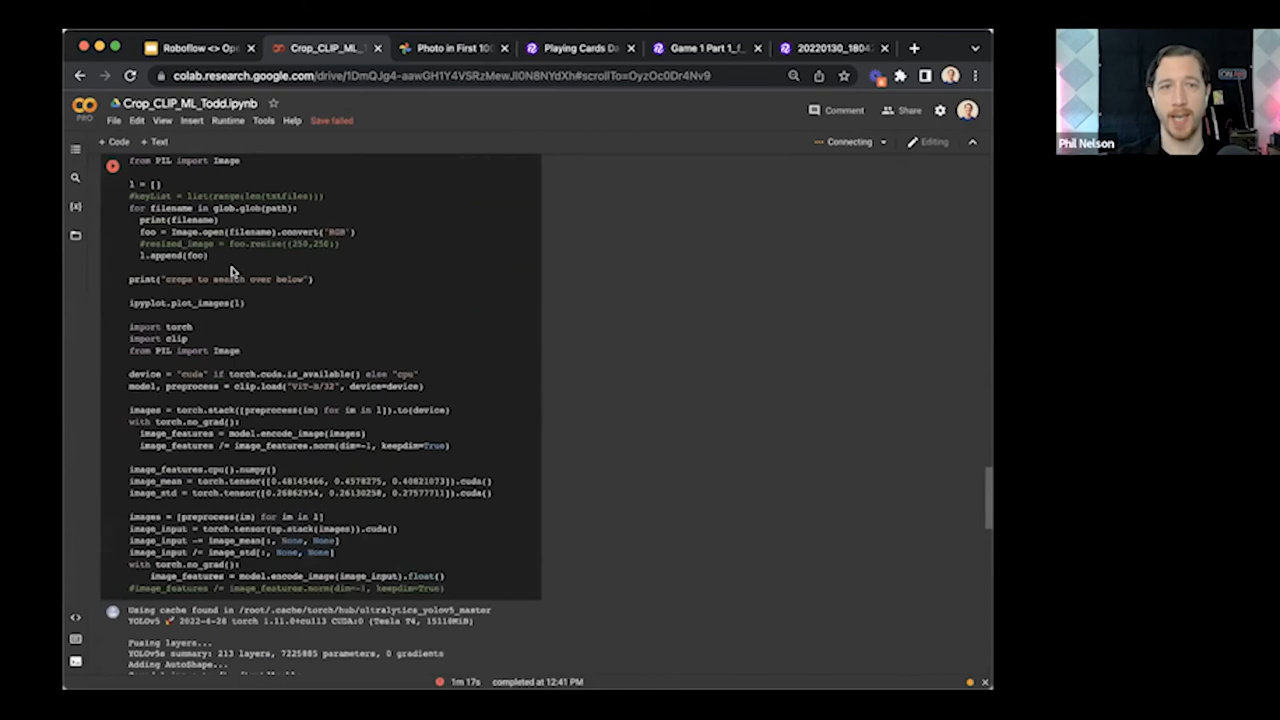 Roboflow <> Ope
Crop_CLIP_ML_
Photo in First 10
Playing Cards Da
Game 1 Part 1_f_
20220130_1804
colab.research.google.com/drive/1DmQJg4-aawGH1Y4VSRzMewJl0N8NYdXh#scrollTo=OyzOc0Dr4Nv9
CO
PRO
Crop_CLIP_ML_Todd.ipynb
Comment
Share
File Edit View Insert Runtime Tools Help Save failed
+ Code + Text
Connecting
Editing
from PIL import Image
l = []
#keyList = list(range(len(txtfiles)))
for filename in glob.glob(path):
print(filename)
foo = Image.open(filename).convert('RGB')
#resized_image = foo.resize((250,250))
l.append(foo)
print("crops to search over below")
ipyplot.plot_images(l)
import torch
import clip
from PIL import Image
device = "cuda" if torch.cuda.is_available() else "cpu"
model, preprocess = clip.load("ViT-B/32", device=device)
images = torch.stack([preprocess(im) for im in l]).to(device)
with torch.no_grad():
image_features = model.encode_image(images)
image_features /= image_features.norm(dim=-1, keepdim=True)
image_features.cpu().numpy()
image_mean = torch.tensor([0.48145466, 0.4578275, 0.40821073]).cuda()
image_std = torch.tensor([0.26862954, 0.26130258, 0.27577711]).cuda()
images = [preprocess(im) for im in l]
image_input = torch.tensor(np.stack(images)).cuda()
image_input -= image_mean[:, None, None]
image_input /= image_std[:, None, None]
with torch.no_grad():
image_features = model.encode_image(image_input).float()
#image_features /= image_features.norm(dim=-1, keepdim=True)
Using cache found in /root/.cache/torch/hub/ultralytics_yolov5_master
YOLOv5 🚀 2022-4-28 torch 1.11.0+cu113 CUDA:0 (Tesla T4, 15110MiB)
Fusing layers...
YOLOv5s summary: 213 layers, 7225885 parameters, 0 gradients
Adding AutoShape...
1m 17s completed at 12:41 PM
ON AIR
Phil Nelson